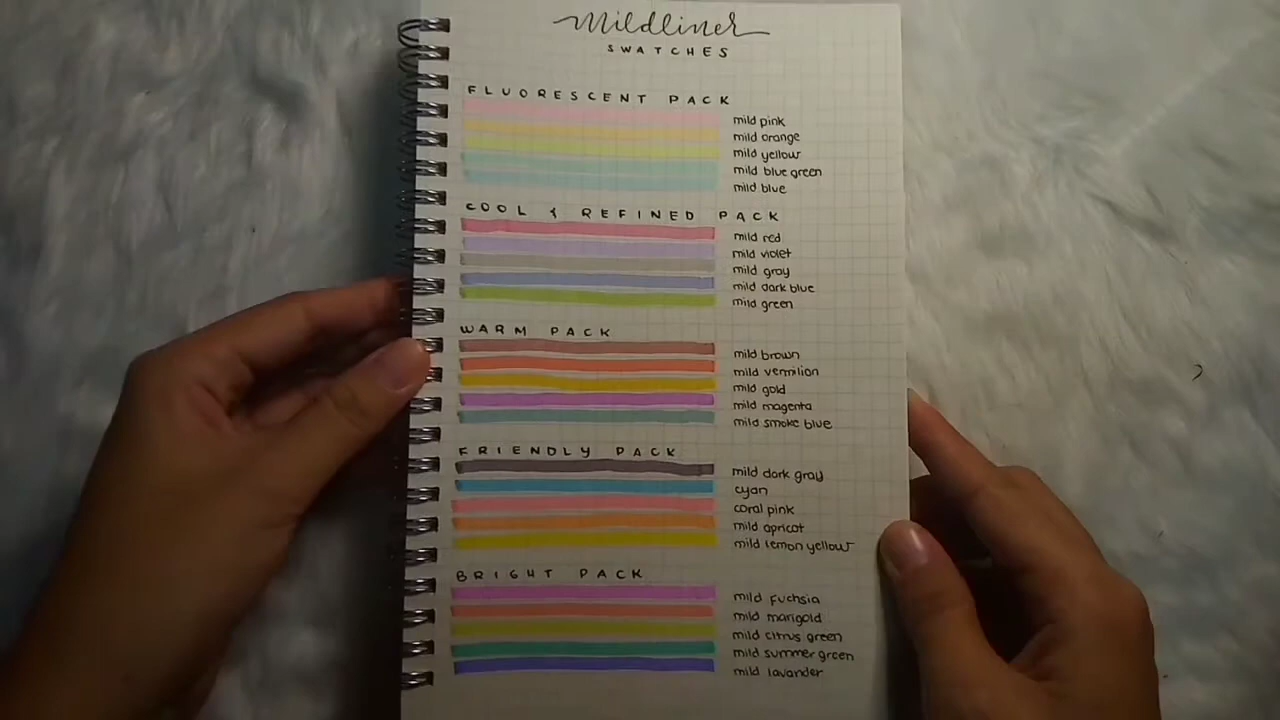 mildliner
SWATCHES
FLUORESCENT PACK
mild pink
mild orange
mild yellow
mild blue green
mild blue
COOL & REFINED PACK
mild red
mild violet
mild gray
mild dark blue
mild green
WARM PACK
mild brown
mild vermilion
mild gold
mild magenta
mild smoke blue
FRIENDLY PACK
mild dark gray
cyan
coral pink
mild apricot
mild lemon yellow
BRIGHT PACK
mild fuchsia
mild marigold
mild citrus green
mild summer green
mild lavander